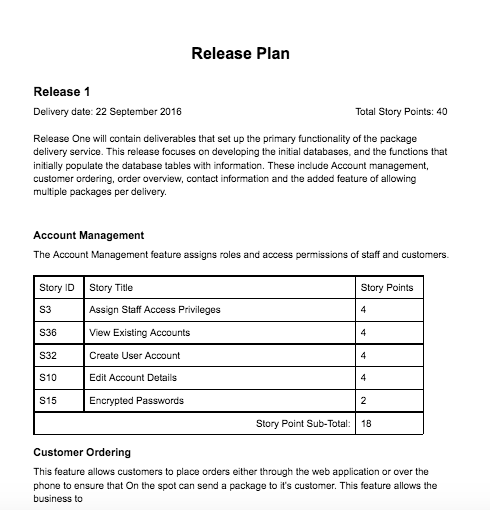 Release Plan
Release 1
Delivery date: 22 September 2016 Total Story Points: 40
Release One will contain deliverables that set up the primary functionality of the package
delivery service. This release focuses on developing the initial databases, and the functions that
initially populate the database tables with information. These include Account management,
customer ordering, order overview, contact information and the added feature of allowing
multiple packages per delivery.
Account Management
The Account Management feature assigns roles and access permissions of staff and customers.
Story ID Story Title Story Points
S3 Assign Staff Access Privileges 4
S36 View Existing Accounts 4
S32 Create User Account 4
S10 Edit Account Details 4
S15 Encrypted Passwords 2
Story Point Sub-Total: 18
Customer Ordering
This feature allows customers to place orders either through the web application or over the
phone to ensure that On the spot can send a package to it's customer. This feature allows the
business to